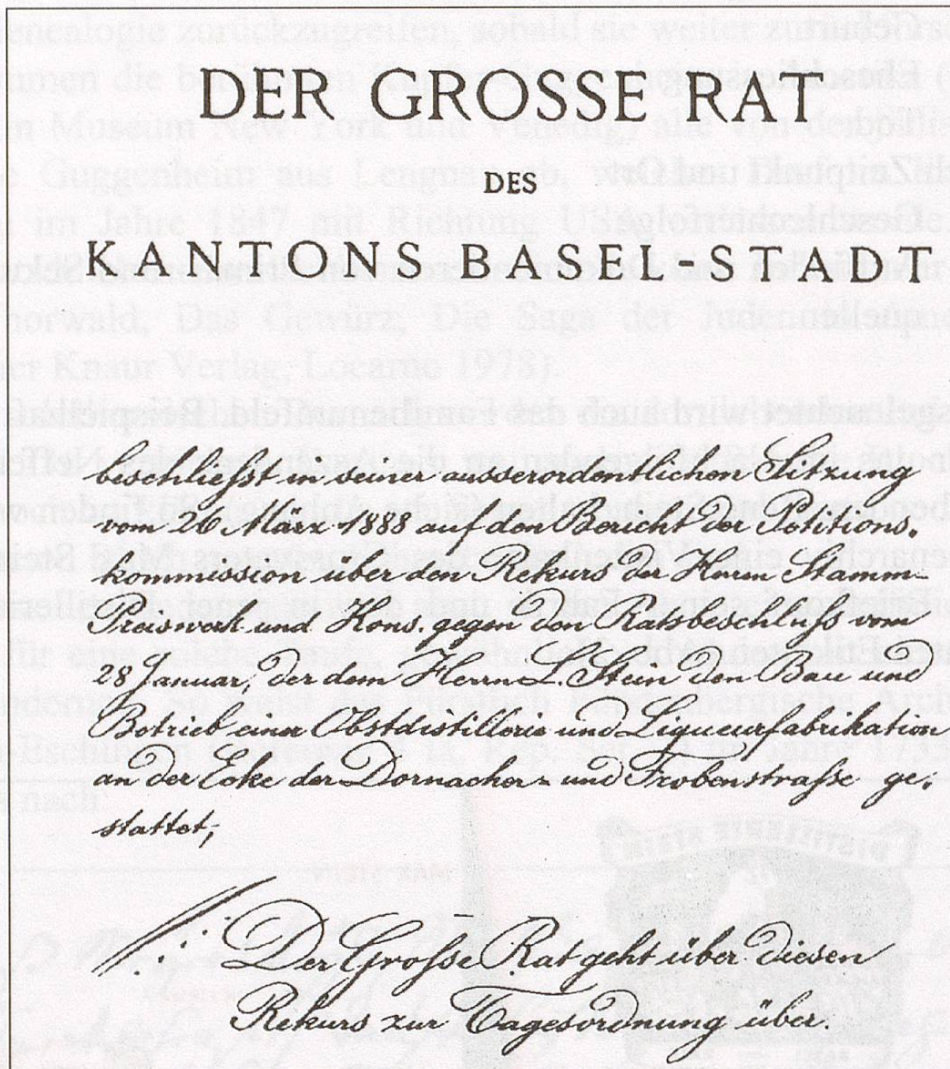 DER GROSSE RAT
DES
KANTONS BASEL STADT
beschließt in seiner ausserordentlichen Sitzung
vom 26. März 1888 auf den Bericht der Petitions-
kommission über den Rekurs der Herrn Stamm-
Preiswerk und Kons. gegen den Ratsbeschluß vom
28 Januar, der dem Herrn L. Stein den Bau und
Betrieb einer Obstdistillerie und Liqueurfabrikation
an der Ecke der Dornacher- und Frobenstraße ge-
stattet;
Der Große Rat geht über diesen
Rekurs zur Tagesordnung über.